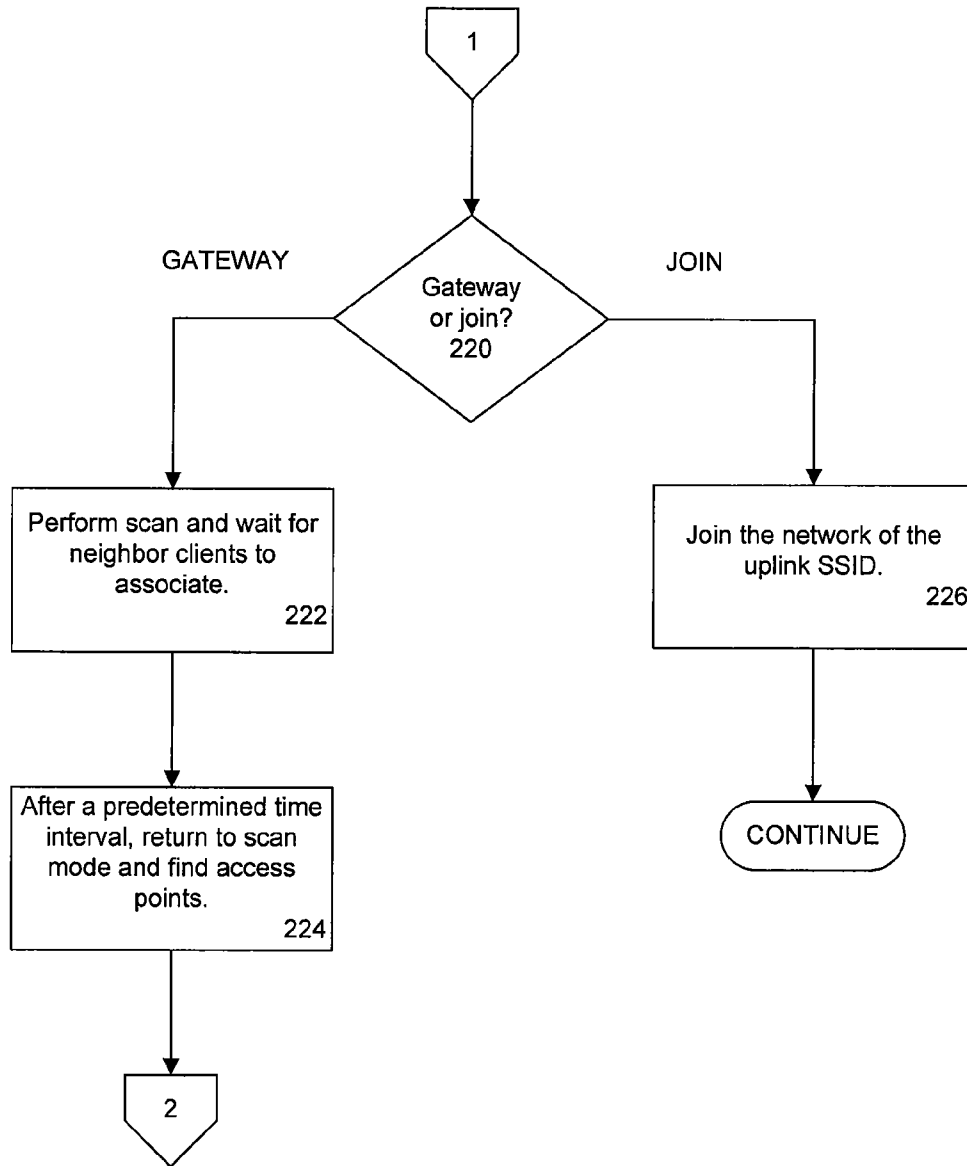 1
GATEWAY
JOIN
Gateway
or join?
220
Perform scan and wait for
neighbor clients to
associate.
222
Join the network of the
uplink SSID.
226
After a predetermined time
interval, return to scan
mode and find access
points.
224
CONTINUE
2